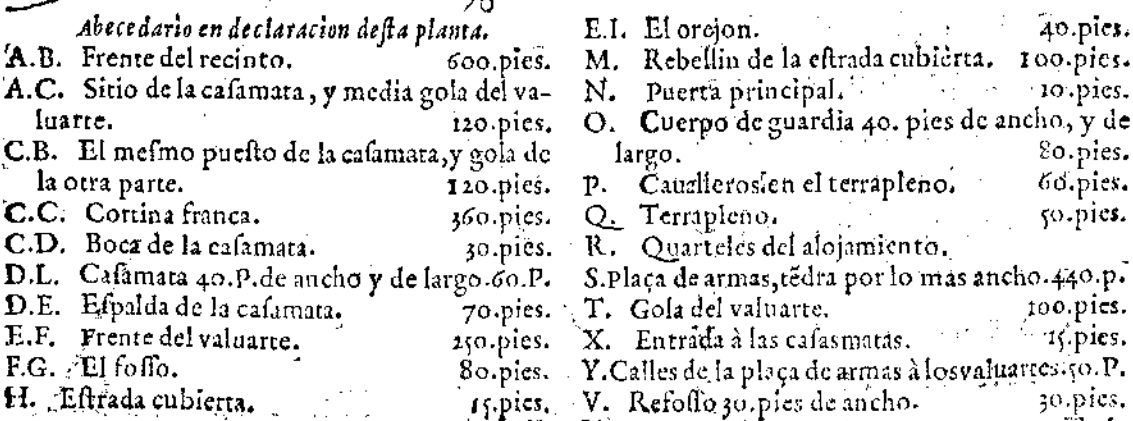 70
Abecedario en declaracion desta planta.
A.B. Frente del recinto. 600.pies.
A.C. Sitio de la casamata, y media gola del va-
luarte. 120.pies.
C.B. El mesmo puesto de la casamata, y gola de
la otra parte. 120.pies.
C.C. Cortina franca. 360.pies.
C.D. Boca de la casamata. 30.pies.
D.L. Casamata 40.P.de ancho y de largo.60.P.
D.E. Espalda de la casamata. 70.pies.
E.F. Frente del valuarte. 250.pies.
F.G. El fosso. 80.pies.
H. Estrada cubierta. 15.pies.
E.I. El orejon. 40.pies.
M. Rebellin de la estrada cubierta. 100.pies.
N. Puerta principal. 10.pies.
O. Cuerpo de guardia 40. pies de ancho, y de
largo. 80.pies.
P. Caualleros en el terrapleno. 60.pies.
Q. Terrapleno. 50.pies.
R. Quarteles del alojamiento.
S.Plaça de armas, tẽdra por lo mas ancho.440.p.
T. Gola del valuarte. 100.pies.
X. Entrada à las casasmatas. 15.pies.
Y.Calles de la plaça de armas à los valuartes.50.P.
V. Refosso 30.pies de ancho. 30.pies.